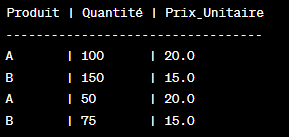 Produit | Quantité | Prix_Unitaire
----------------------------------
A       | 100      | 20.0
B       | 150      | 15.0
A       | 50       | 20.0
B       | 75       | 15.0